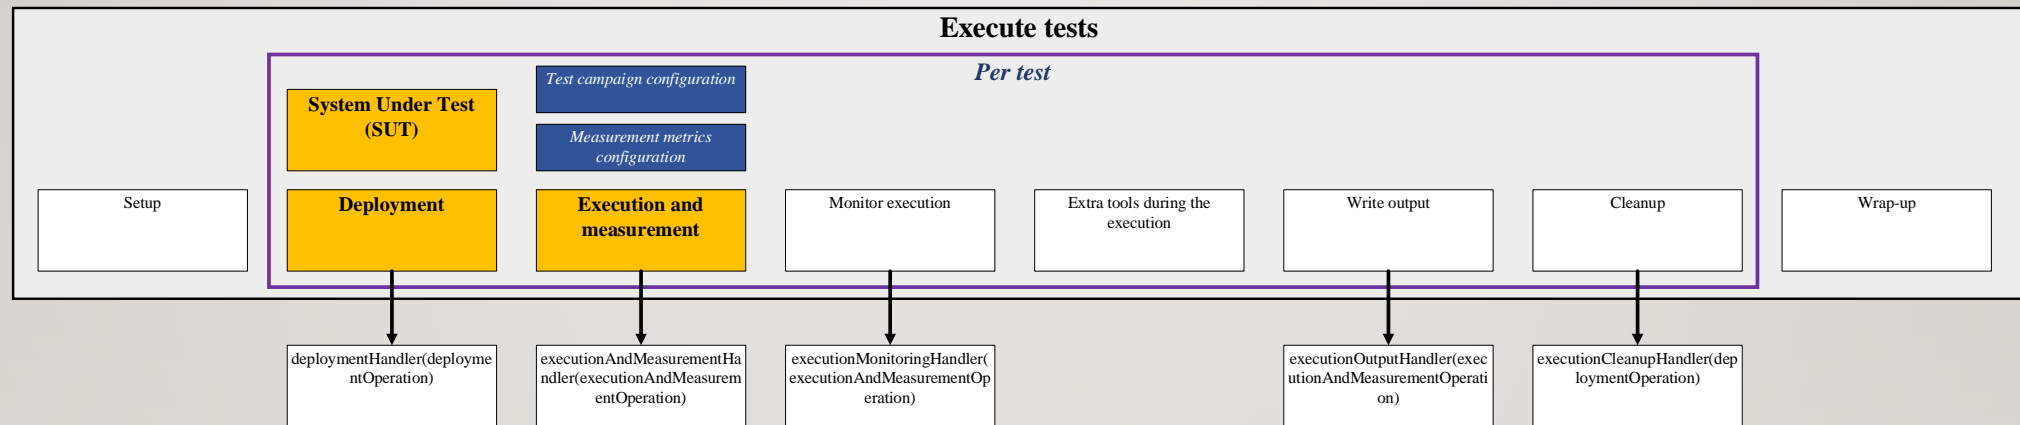 Execute tests
Per test
System Under Test
(SUT)
Test campaign configuration
Measurement metrics
configuration
Setup
Deployment
Execution and
measurement
Monitor execution
Extra tools during the
execution
Write output
Cleanup
Wrap-up
deploymentHandler(deployme
ntOperation)
executionAndMeasurementHa
ndler(executionAndMeasurem
entOperation)
executionMonitoringHandler(
executionAndMeasurementOp
eration)
executionOutputHandler(exec
utionAndMeasurementOperati
on)
executionCleanupHandler(dep
loymentOperation)